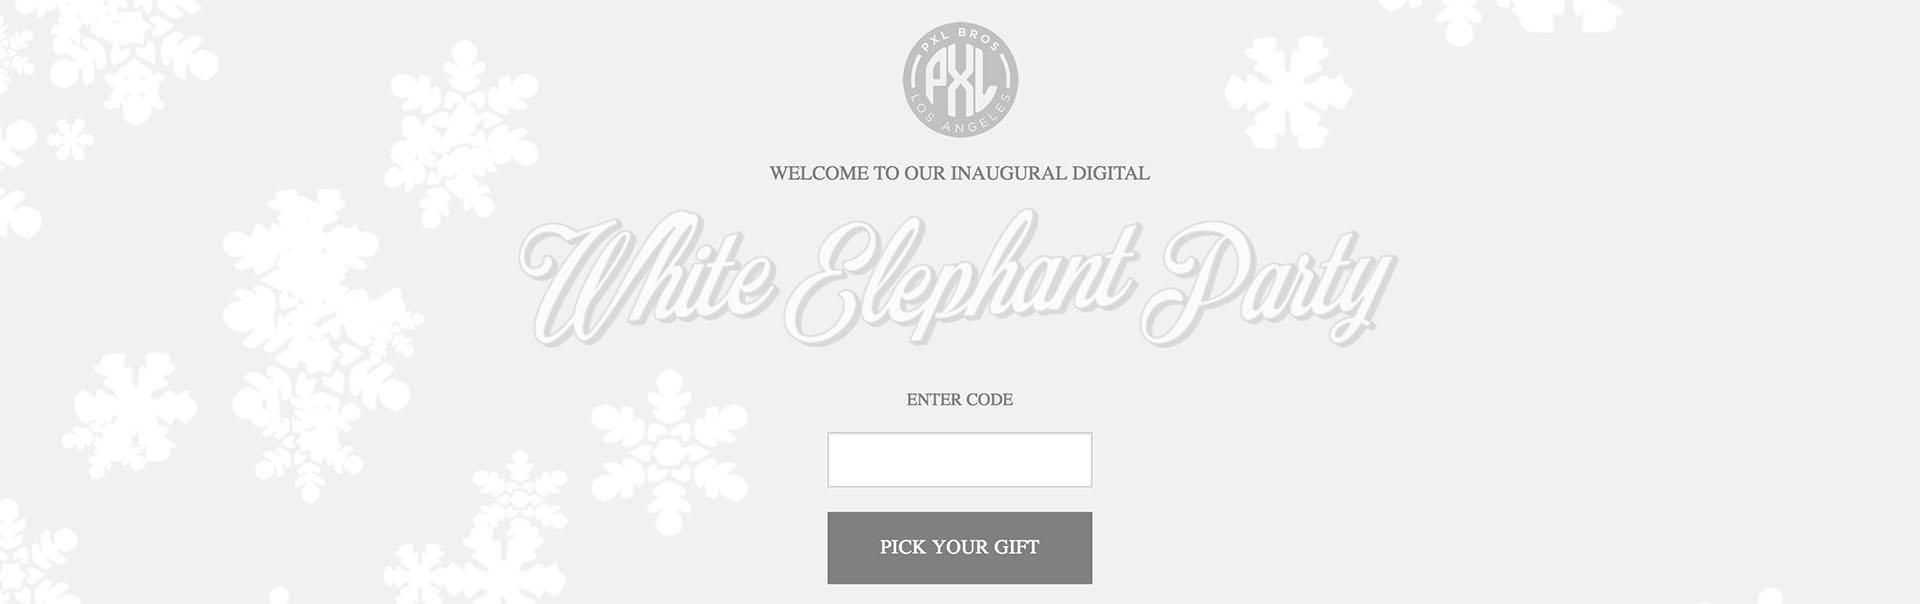 PXL BROS
PXL
LOS ANGELES
WELCOME TO OUR INAUGURAL DIGITAL
White Elephant Party
ENTER CODE
PICK YOUR GIFT